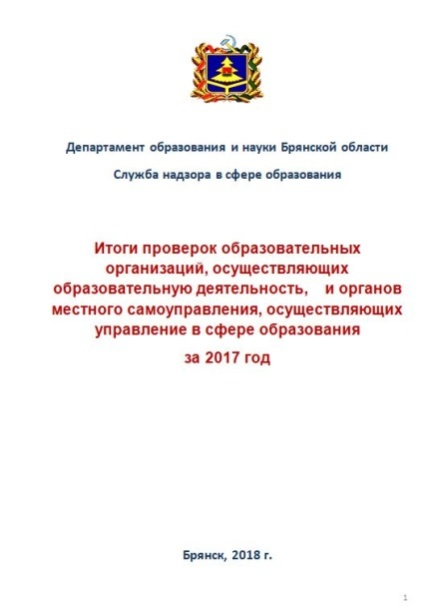 Департамент образования и науки Брянской области
Служба надзора в сфере образования
Итоги проверок образовательных
организаций, осуществляющих
образовательную деятельность, и органов
местного самоуправления, осуществляющих
управление в сфере образования
за 2017 год
Брянск, 2018 г.
1